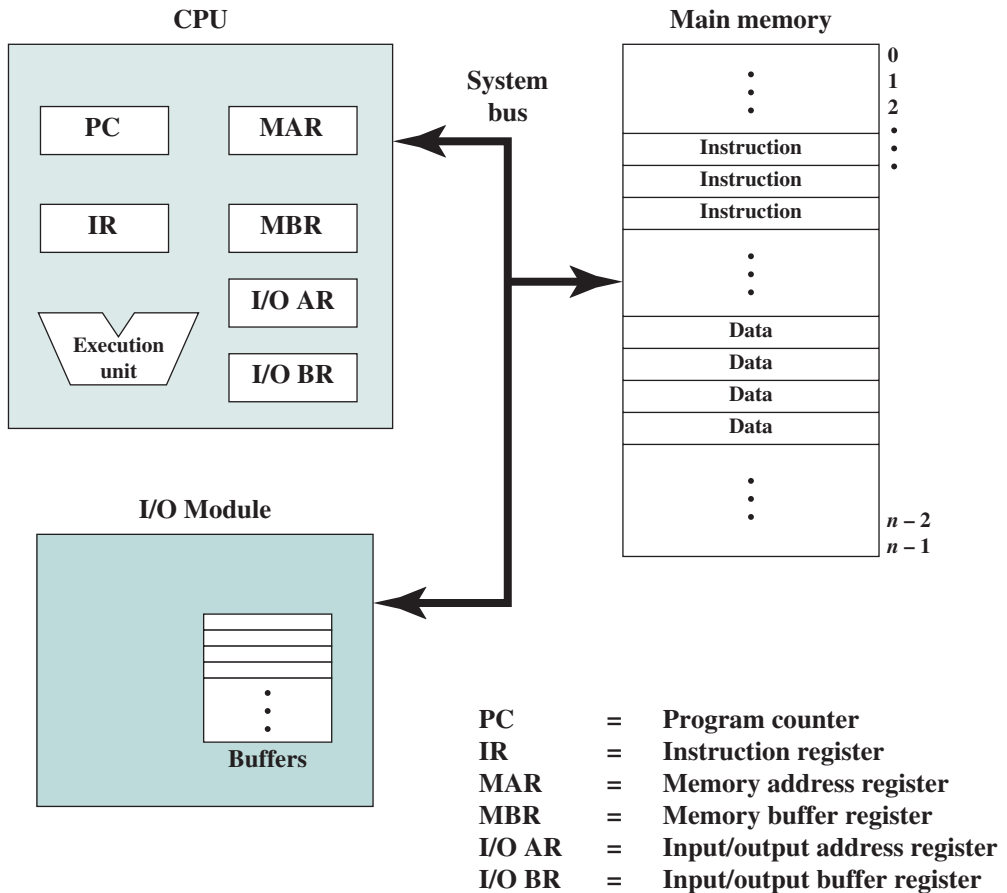 CPU
Main memory
System
bus
PC
MAR
IR
MBR
I/O AR
I/O BR
Execution
unit
0
1
2
Instruction
Instruction
Instruction
Data
Data
Data
Data
n – 2
n – 1
I/O Module
Buffers
PC = Program counter
IR = Instruction register
MAR = Memory address register
MBR = Memory buffer register
I/O AR = Input/output address register
I/O BR = Input/output buffer register